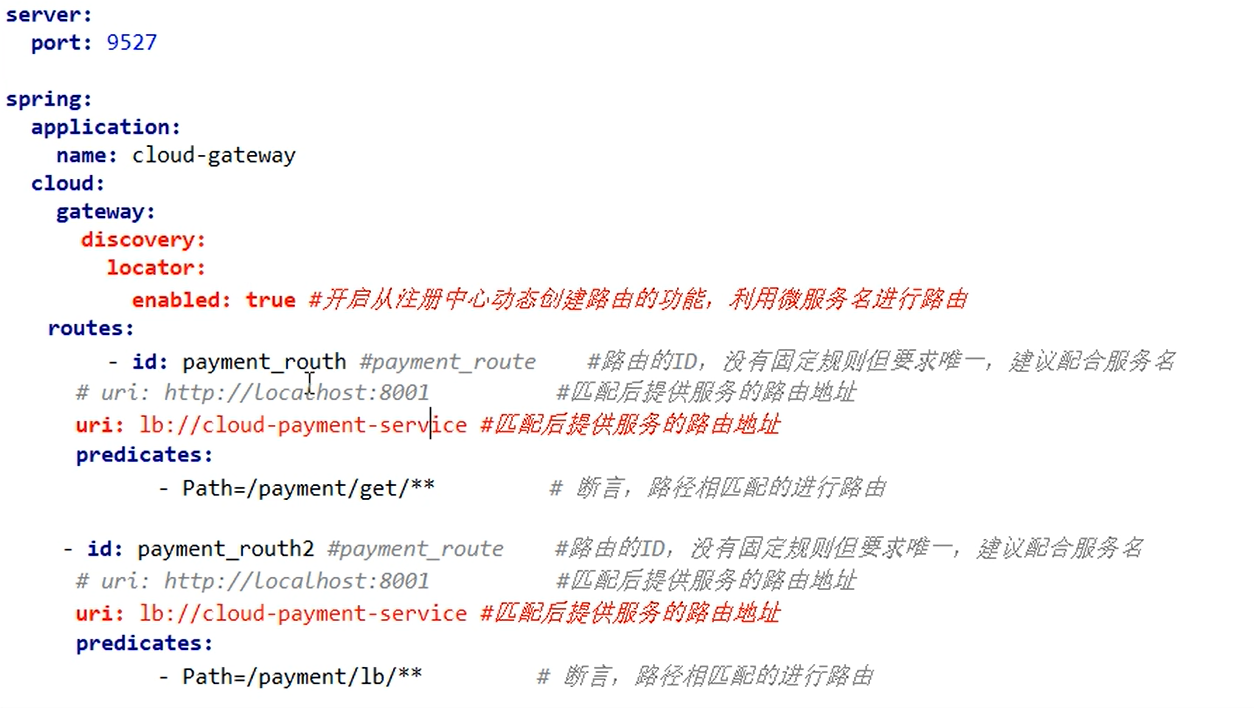 server:
port: 9527
spring:
application:
name: cloud-gateway
cloud:
gateway:
discovery:
locator:
enabled: true #开启从注册中心动态创建路由的功能，利用微服务名进行路由
routes:
- id: payment_routh #payment_route #路由的ID，没有固定规则但要求唯一，建议配合服务名
# uri: http://localhost:8001 #匹配后提供服务的路由地址
uri: lb://cloud-payment-service #匹配后提供服务的路由地址
predicates:
- Path=/payment/get/** # 断言，路径相匹配的进行路由
- id: payment_routh2 #payment_route #路由的ID，没有固定规则但要求唯一，建议配合服务名
# uri: http://localhost:8001 #匹配后提供服务的路由地址
uri: lb://cloud-payment-service #匹配后提供服务的路由地址
predicates:
- Path=/payment/lb/** # 断言，路径相匹配的进行路由